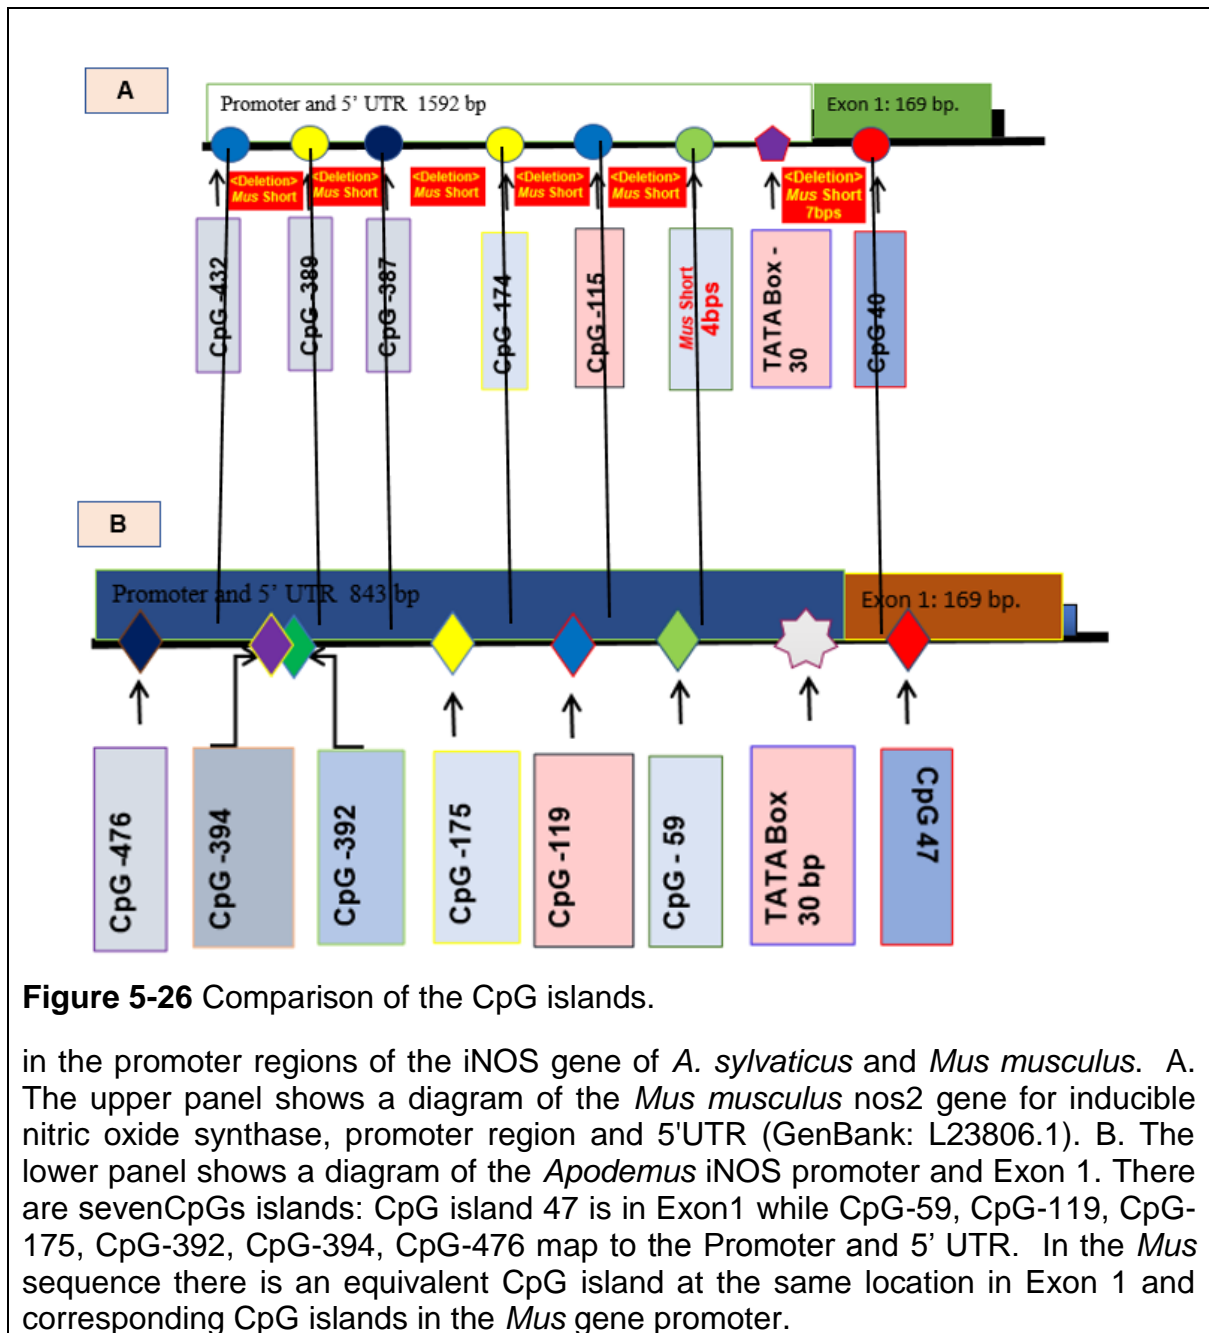 A
Promoter and 5’ UTR 1592 bp
Exon 1: 169 bp.
<Deletion>
Mus Short
<Deletion>
Mus Short
<Deletion>
Mus Short
<Deletion>
Mus Short
<Deletion>
Mus Short
<Deletion>
Mus Short
7bps
CpG -432
CpG -389
CpG -387
CpG -174
CpG -115
Mus Short
4bps
TATA Box -
30
CpG 40
B
Promoter and 5’ UTR 843 bp
Exon 1: 169 bp.
CpG -476
CpG -394
CpG -392
CpG -175
CpG -119
CpG - 59
TATA Box
30 bp
CpG 47
Figure 5-26 Comparison of the CpG islands.
in the promoter regions of the iNOS gene of A. sylvaticus and Mus musculus. A.
The upper panel shows a diagram of the Mus musculus nos2 gene for inducible
nitric oxide synthase, promoter region and 5'UTR (GenBank: L23806.1). B. The
lower panel shows a diagram of the Apodemus iNOS promoter and Exon 1. There
are sevenCpGs islands: CpG island 47 is in Exon1 while CpG-59, CpG-119, CpG-
175, CpG-392, CpG-394, CpG-476 map to the Promoter and 5’ UTR. In the Mus
sequence there is an equivalent CpG island at the same location in Exon 1 and
corresponding CpG islands in the Mus gene promoter.